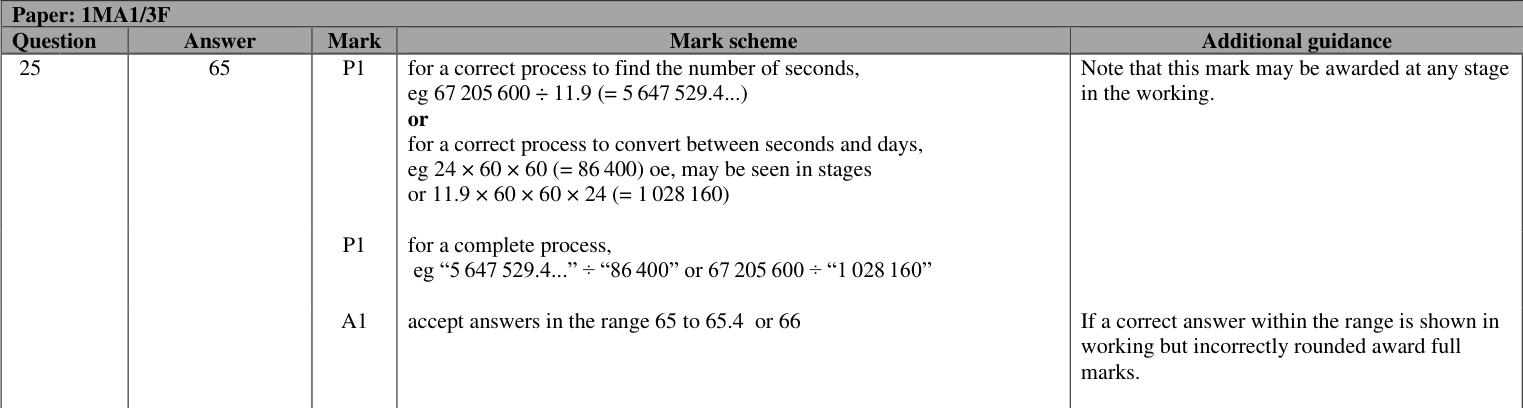 Paper: 1MA1/3F
Question Answer Mark Mark scheme Additional guidance
25 65 P1 for a correct process to find the number of seconds, Note that this mark may be awarded at any stage
eg 67 205 600 ÷ 11.9 (= 5 647 529.4...) in the working.
or
for a correct process to convert between seconds and days,
eg 24 × 60 × 60 (= 86 400) oe, may be seen in stages
or 11.9 × 60 × 60 × 24 (= 1 028 160)
P1 for a complete process,
eg “5 647 529.4...” ÷ “86 400” or 67 205 600 ÷ “1 028 160”
A1 accept answers in the range 65 to 65.4 or 66 If a correct answer within the range is shown in
working but incorrectly rounded award full
marks.